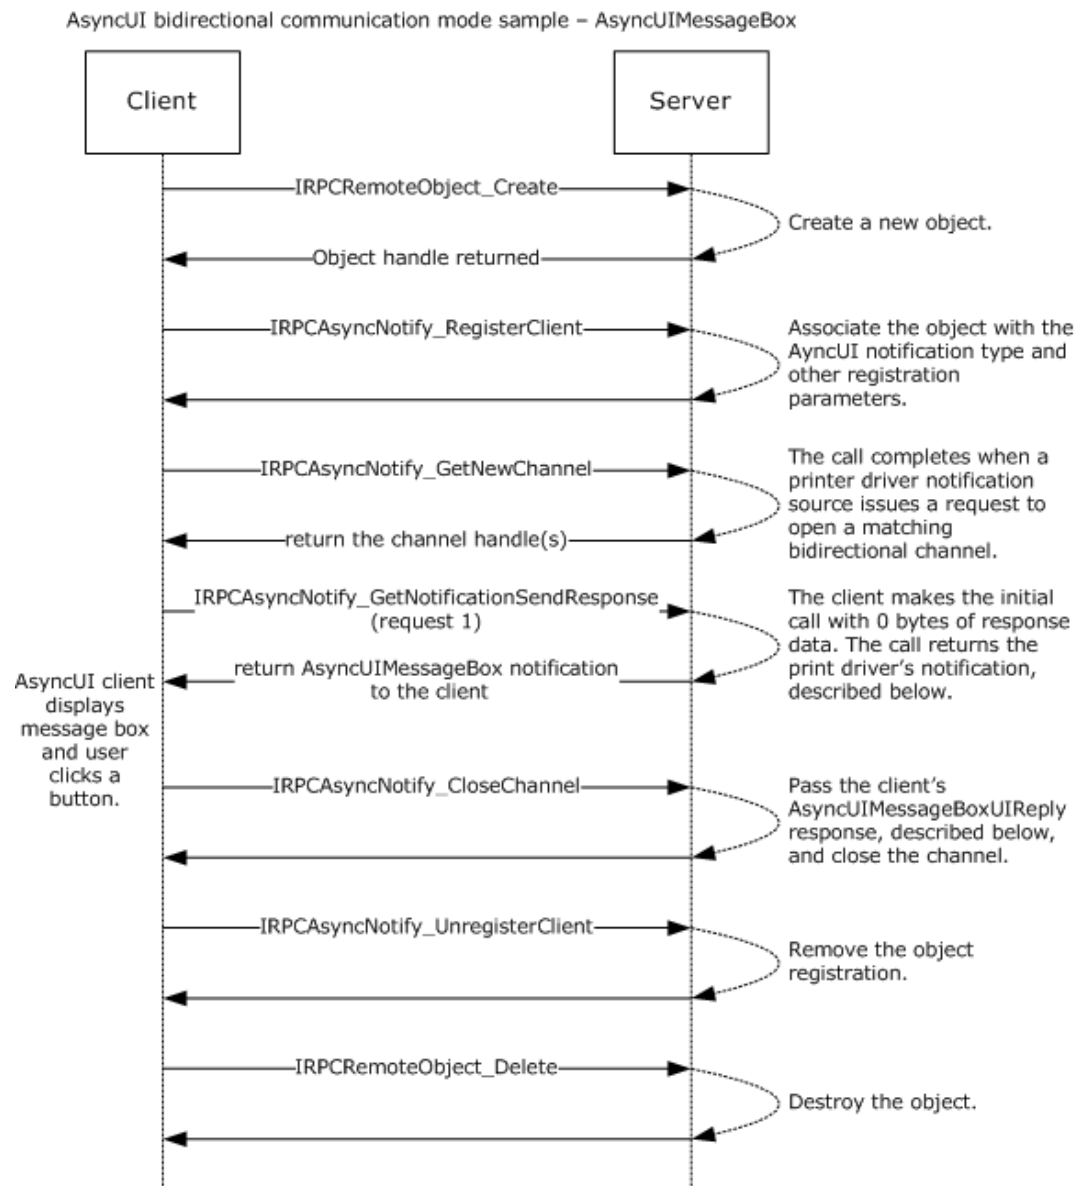 AsyncUI bidirectional communication mode sample – AsyncUIMessageBox
Client
Server
IRPCRemoteObject_Create
Create a new object.
Object handle returned
IRPCAsyncNotify_RegisterClient
Associate the object with the
AyncUI notification type and
other registration
parameters.
IRPCAsyncNotify_GetNewChannel
The call completes when a
printer driver notification
source issues a request to
open a matching
bidirectional channel.
return the channel handle(s)
IRPCAsyncNotify_GetNotificationSendResponse
(request 1)
The client makes the initial
call with 0 bytes of response
data. The call returns the
print driver’s notification,
described below.
return AsyncUIMessageBox notification
to the client
AsyncUI client
displays
message box
and user
clicks a
button.
IRPCAsyncNotify_CloseChannel
Pass the client’s
AsyncUIMessageBoxUIReply
response, described below,
and close the channel.
IRPCAsyncNotify_UnregisterClient
Remove the object
registration.
IRPCRemoteObject_Delete
Destroy the object.